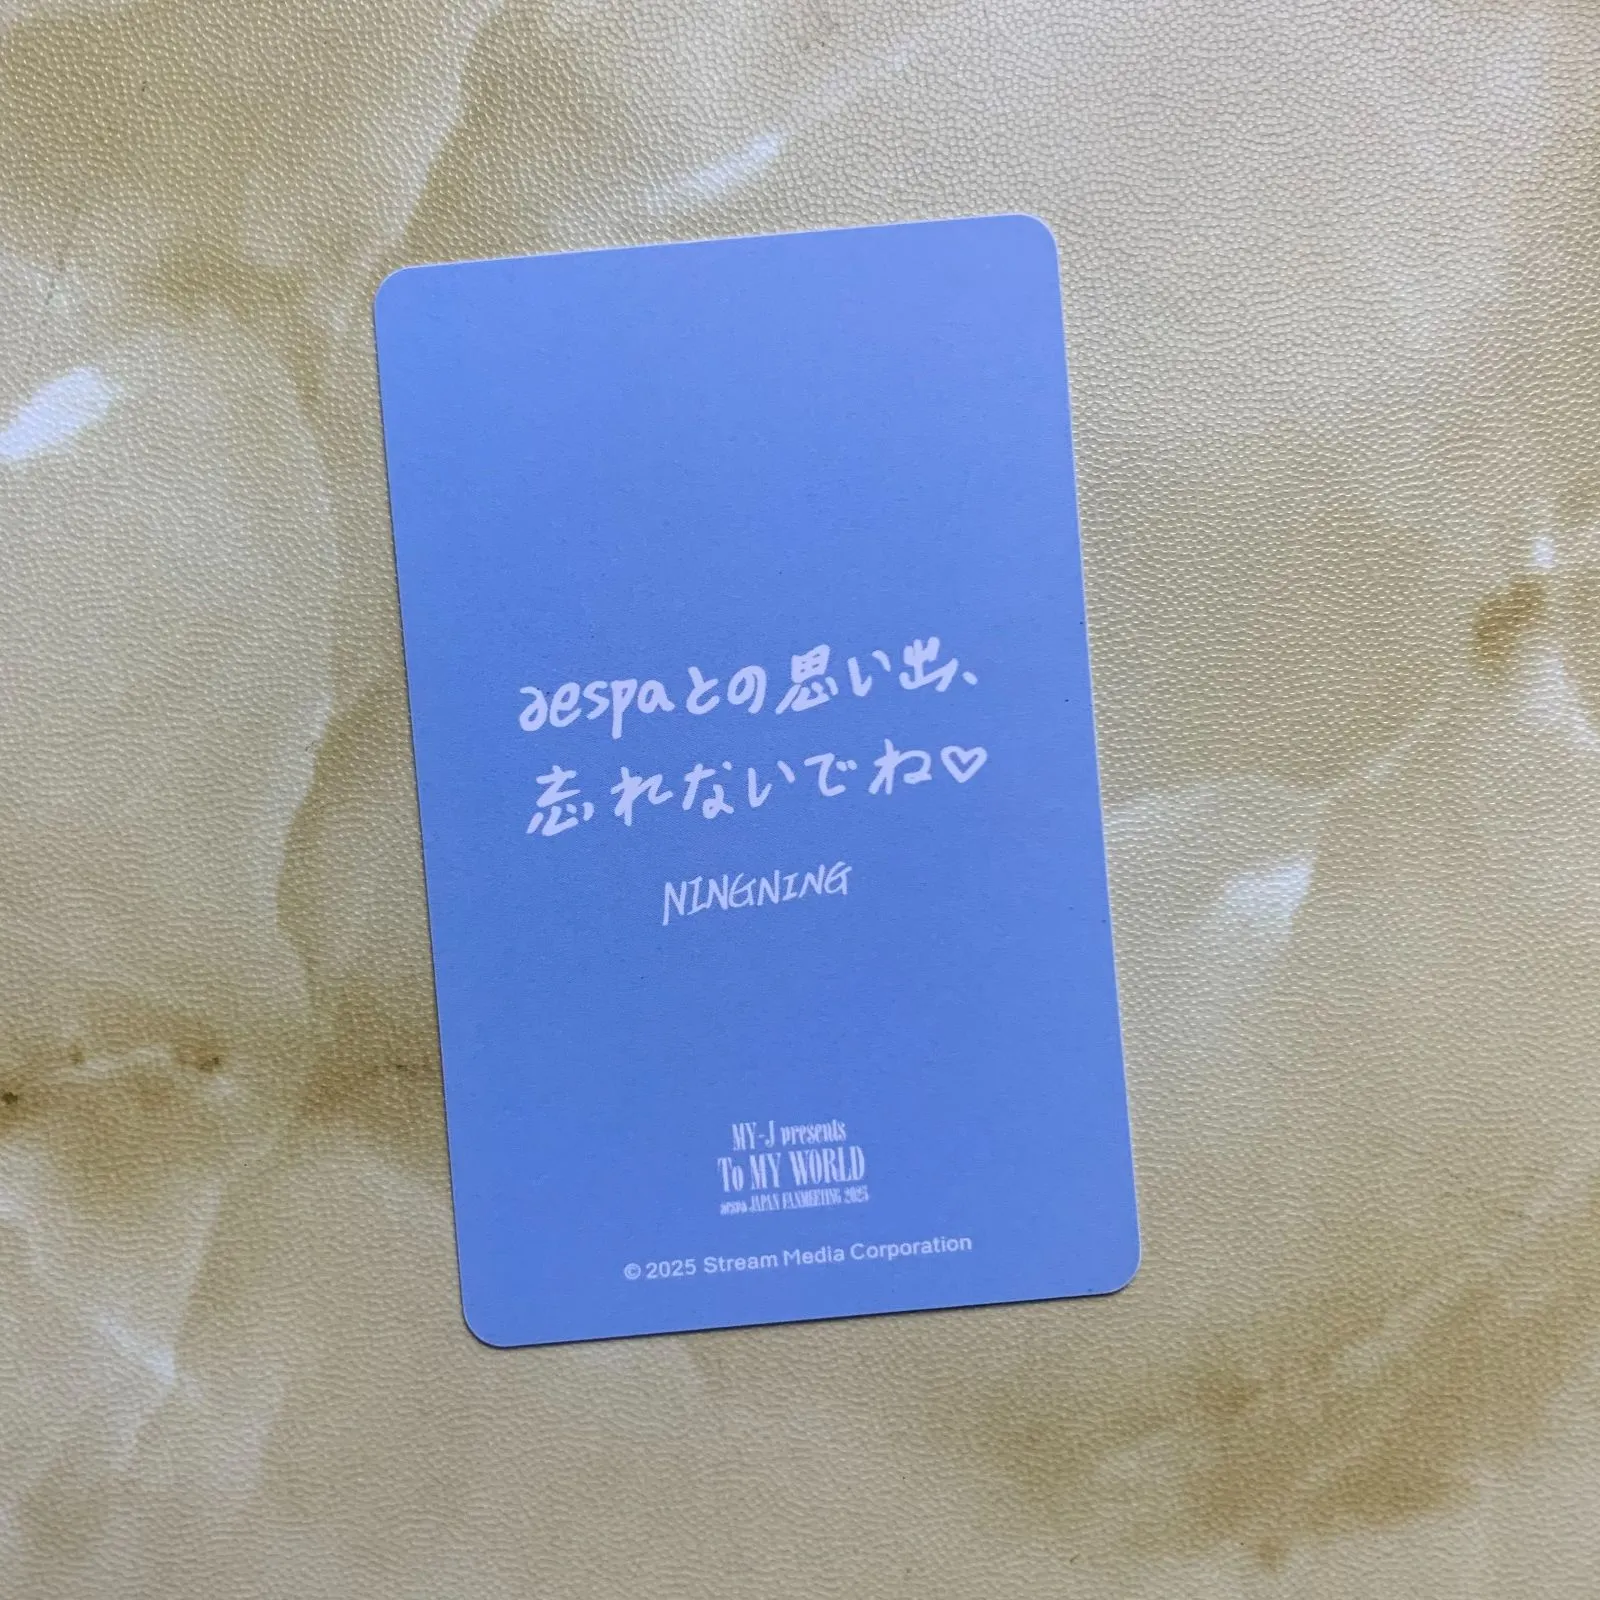 aespaとの思い出、
忘れないでね♡
NINGNING
MY-J presents
To MY WORLD
aespa JAPAN FANMEETING 2025
© 2025 Stream Media Corporation